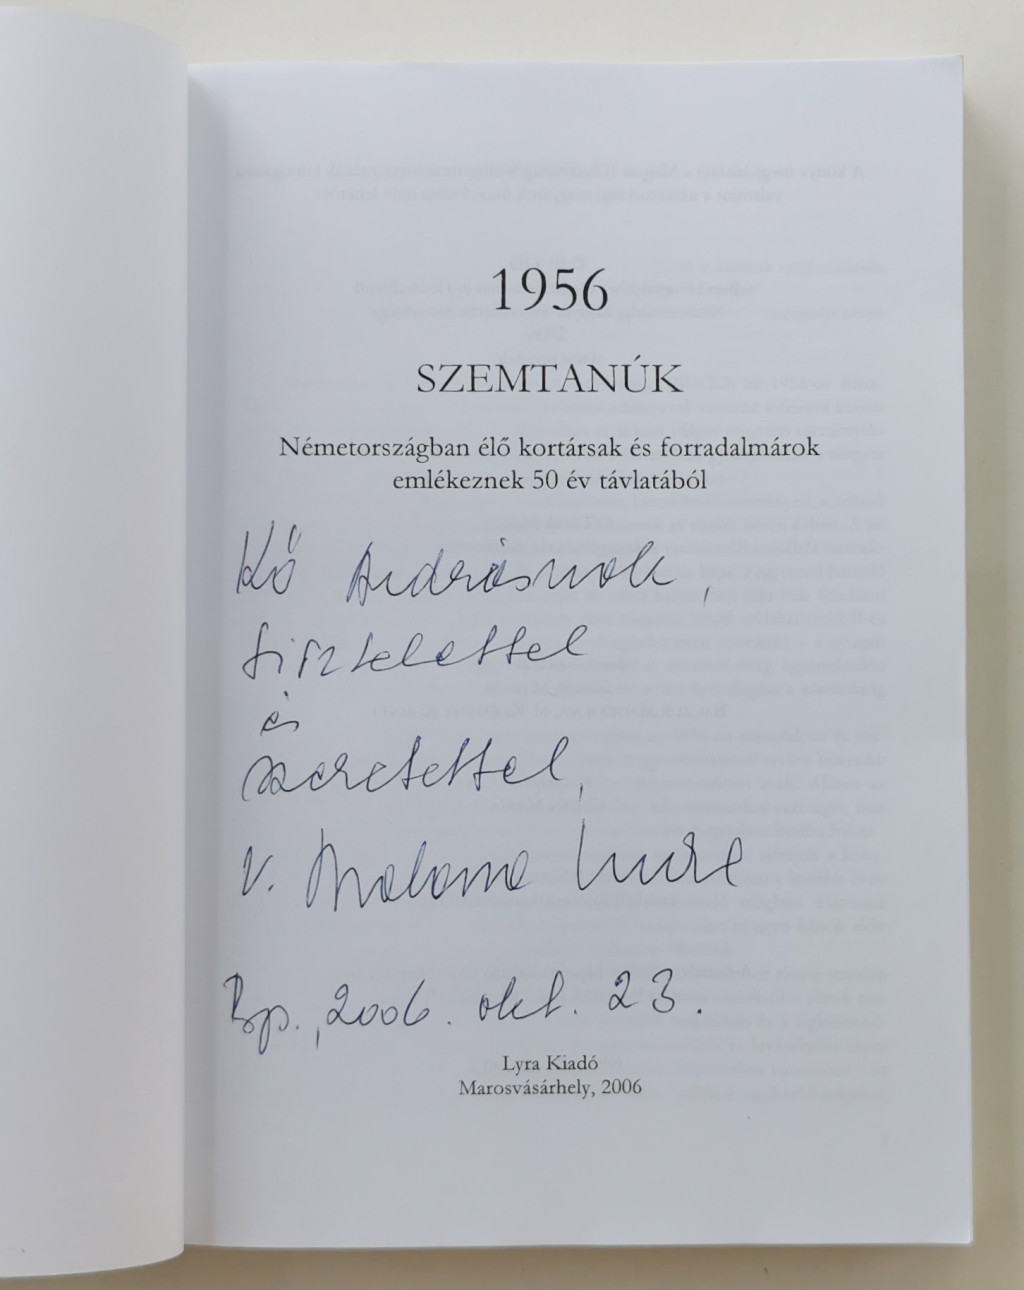 1956
SZEMTANÚK
Németországban élő kortársak és forradalmárok
emlékeznek 50 év távlatából
Kő Andrásnak,
tisztelettel
és
szeretettel,
V. Imre
Bp., 2006. okt. 23.
Lyra Kiadó
Marosvásárhely, 2006